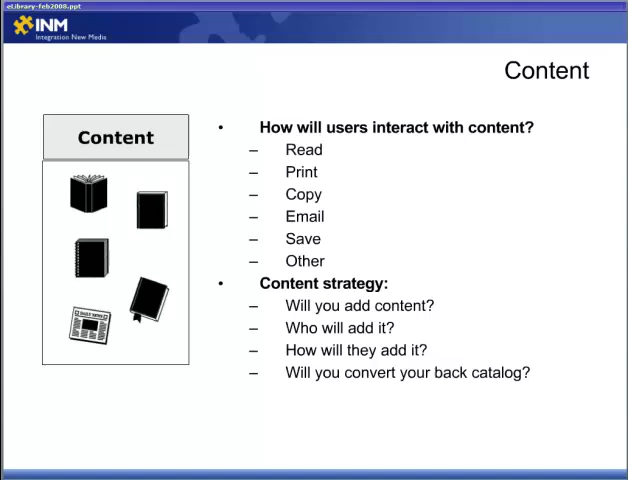 eLibrary-feb2008.ppt
INM
Integration New Media
Content
Content
• How will users interact with content?
– Read
– Print
– Copy
– Email
– Save
– Other
• Content strategy:
– Will you add content?
– Who will add it?
– How will they add it?
– Will you convert your back catalog?
DAILY NEWS